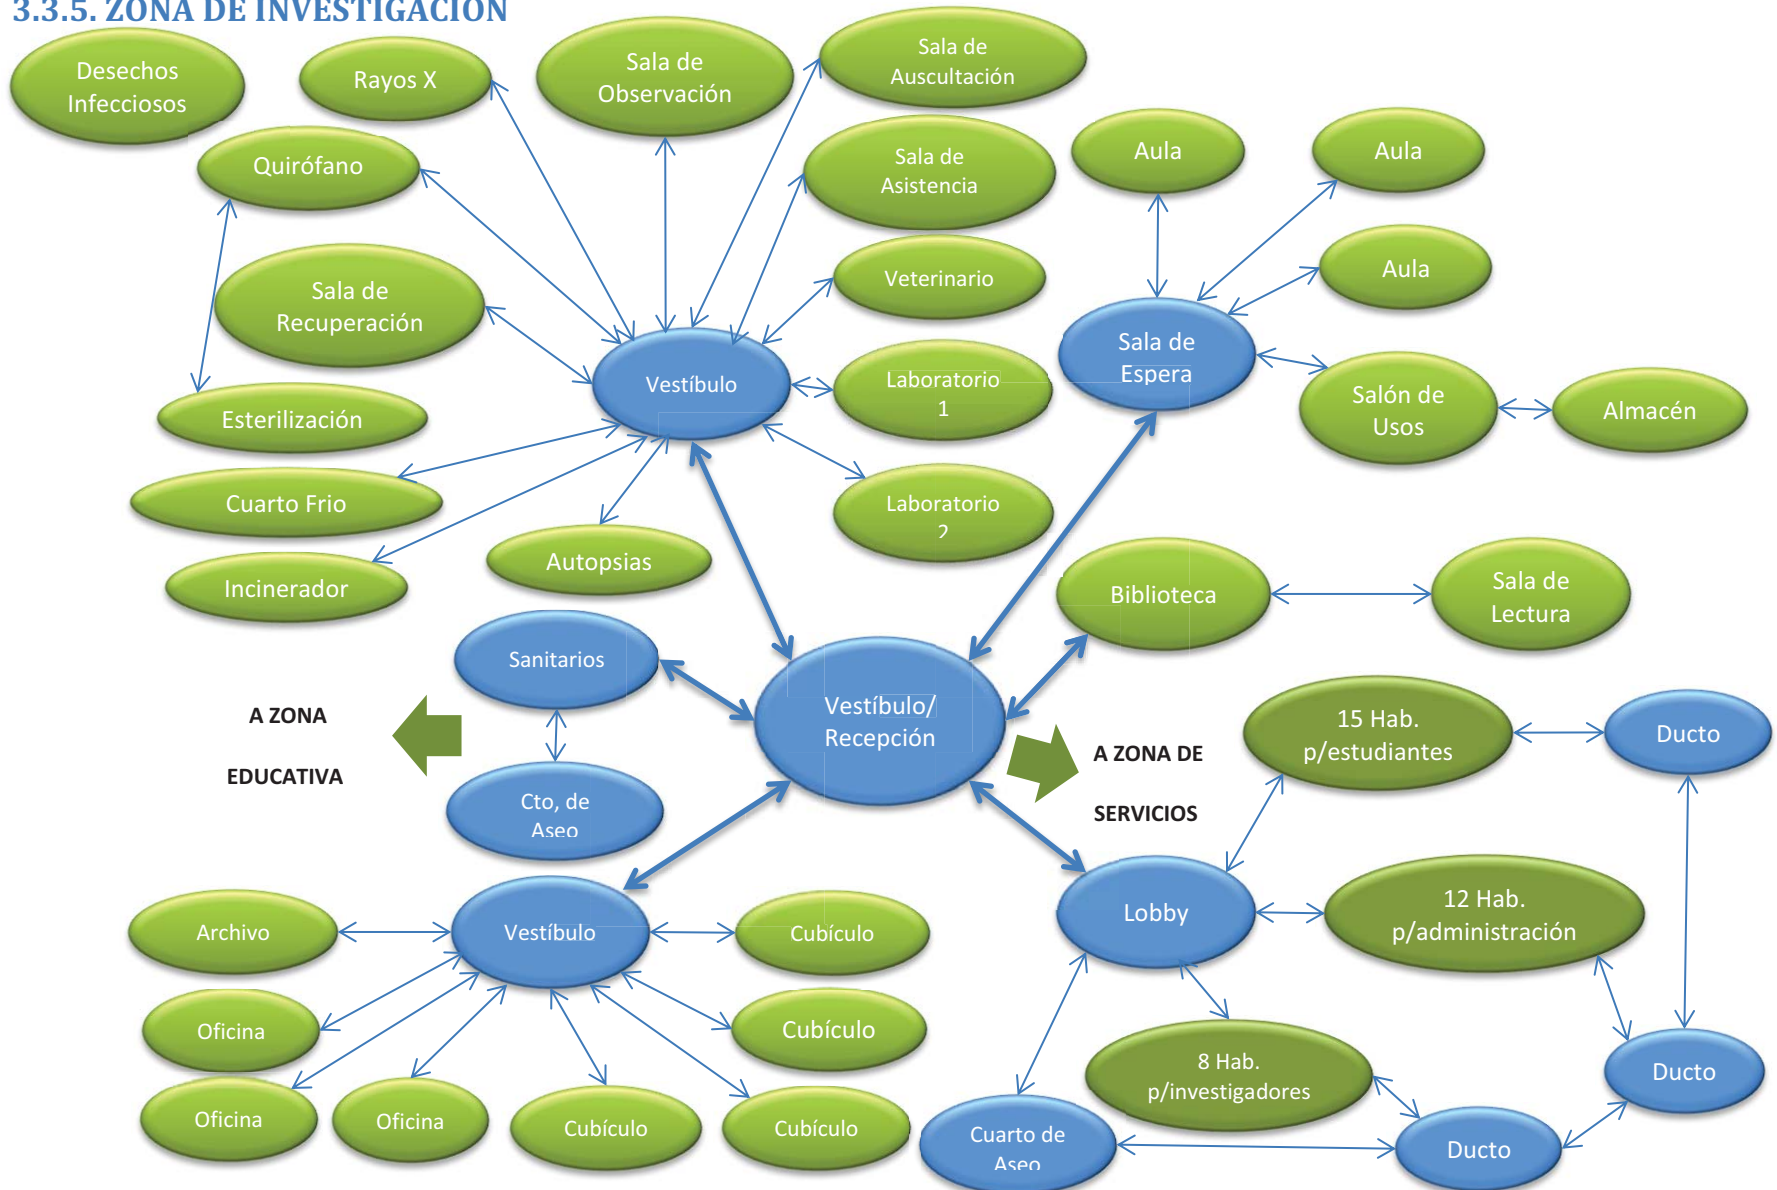 3.3.5. ZONA DE INVESTIGACIÓN
Desechos
Infecciosos
Rayos X
Sala de
Observación
Sala de
Auscultación
Quirófano
Sala de
Asistencia
Aula
Aula
Sala de
Recuperación
Veterinario
Aula
Vestíbulo
Sala de
Espera
Laboratorio
1
Salón de
Usos
Almacén
Esterilización
Cuarto Frio
Laboratorio
2
Incinerador
Autopsias
Biblioteca
Sala de
Lectura
Sanitarios
Vestíbulo/
Recepción
A ZONA
EDUCATIVA
A ZONA DE
SERVICIOS
15 Hab.
p/estudiantes
Ducto
Cto, de
Aseo
Archivo
Vestíbulo
Cubículo
Lobby
12 Hab.
p/administración
Oficina
Cubículo
8 Hab.
p/investigadores
Ducto
Oficina
Oficina
Cubículo
Cubículo
Cuarto de
Aseo
Ducto